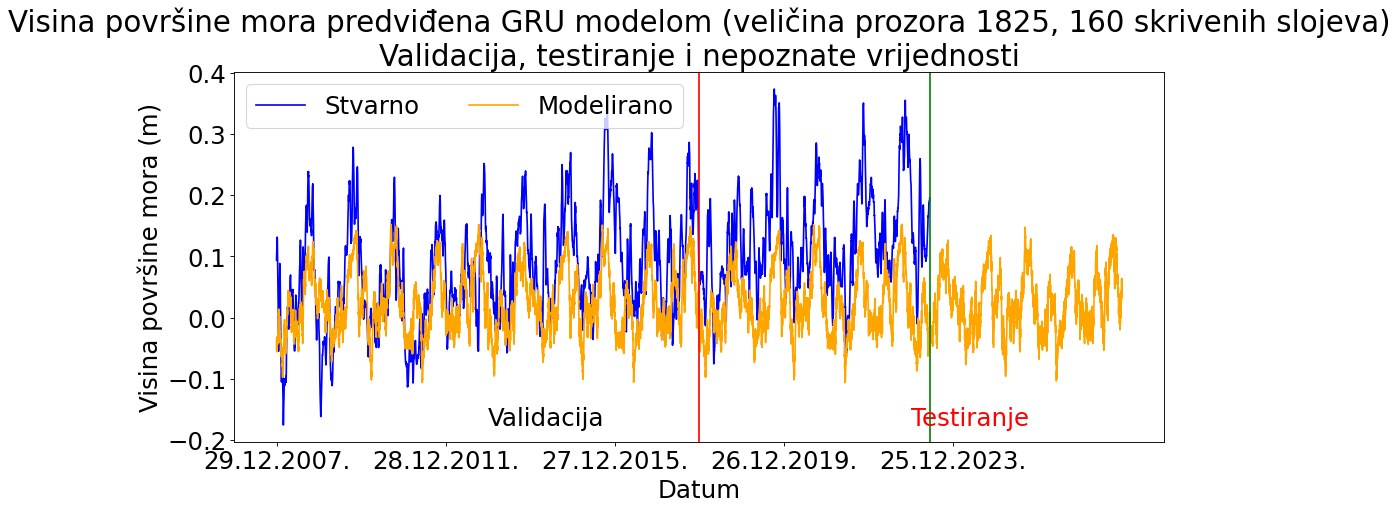 Visina površine mora predviđena GRU modelom (veličina prozora 1825, 160 skrivenih slojeva)
Validacija, testiranje i nepoznate vrijednosti
Stvarno Modelirano
Visina površine mora (m)
0.4
0.3
0.2
0.1
0.0
−0.1
−0.2
Validacija Testiranje
29.12.2007. 28.12.2011. 27.12.2015. 26.12.2019. 25.12.2023.
Datum